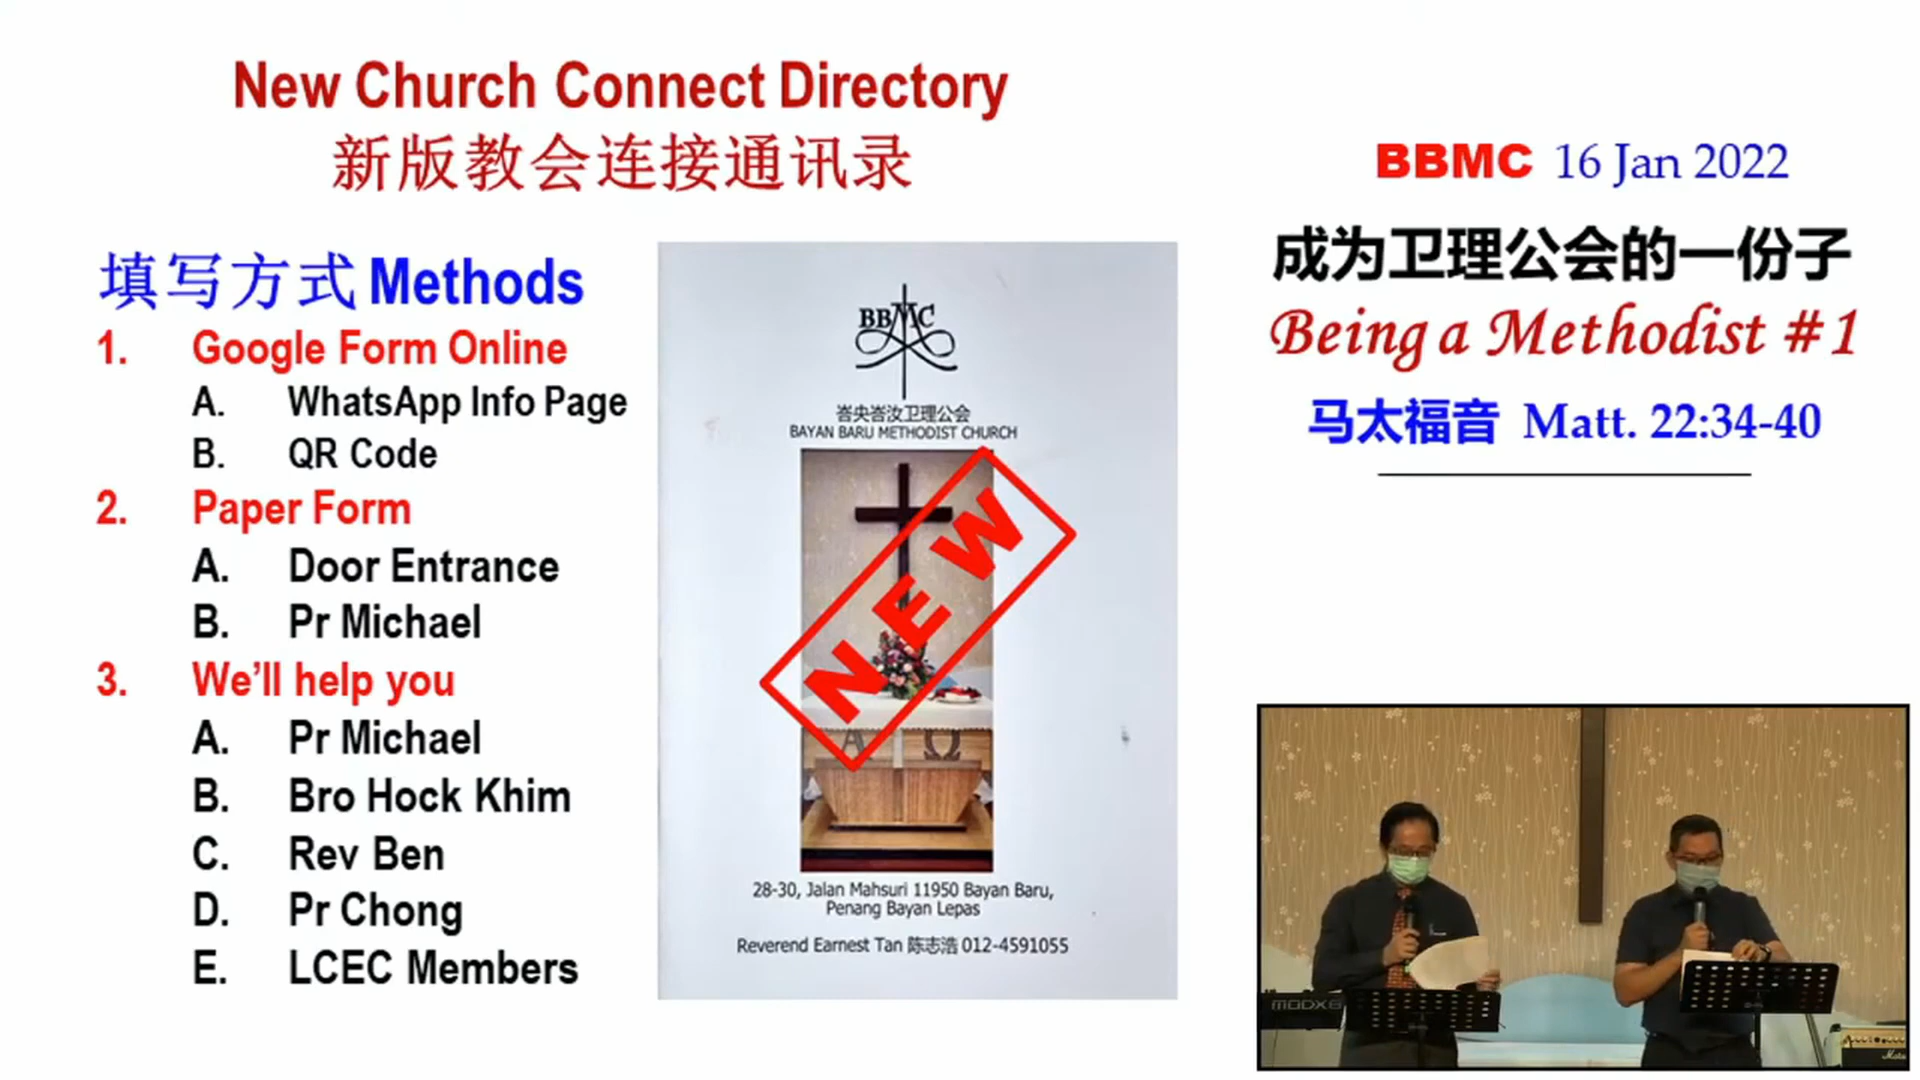 New Church Connect Directory
新版教会连接通讯录
填写方式 Methods
1. Google Form Online
A. WhatsApp Info Page
B. QR Code
2. Paper Form
A. Door Entrance
B. Pr Michael
3. We'll help you
A. Pr Michael
B. Bro Hock Khim
C. Rev Ben
D. Pr Chong
E. LCEC Members
BBMC
峇央峇汝卫理公会
BAYAN BARU METHODIST CHURCH
NEW
A Ω
28-30, Jalan Mahsuri 11950 Bayan Baru,
Penang Bayan Lepas
Reverend Earnest Tan 陈志浩 012-4591055
BBMC 16 Jan 2022
成为卫理公会的一份子
Being a Methodist #1
马太福音 Matt. 22:34-40
MODX8